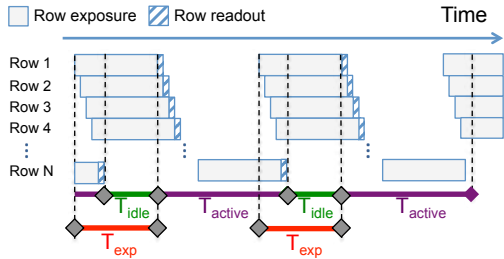 Row exposure Row readout Time
Row 1
Row 2
Row 3
Row 4
Row N
T_idle T_active T_idle T_active
T_exp T_exp